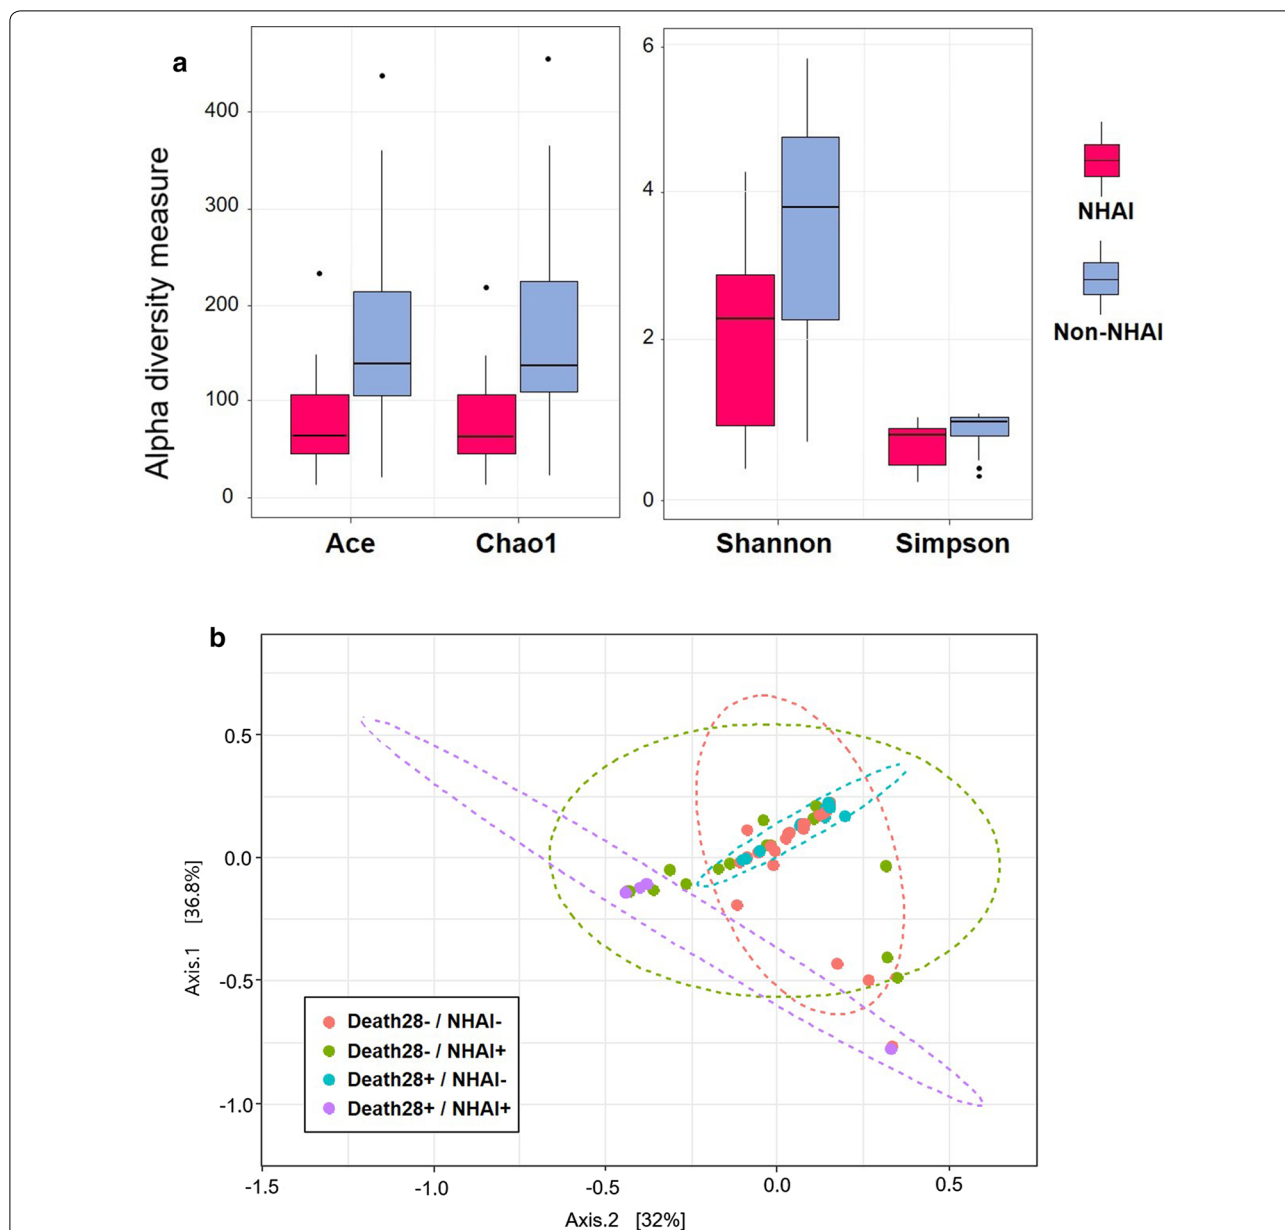 a
Alpha diversity measure
400
300
200
100
0
Ace
Chao1
6
4
2
0
Shannon
Simpson
NHAI
Non-NHAI
b
Axis.1 [36.8%]
0.5
0.0
-0.5
-1.0
Death28- / NHAI-
Death28- / NHAI+
Death28+ / NHAI-
Death28+ / NHAI+
-1.5
-1.0
-0.5
0.0
0.5
Axis.2 [32%]